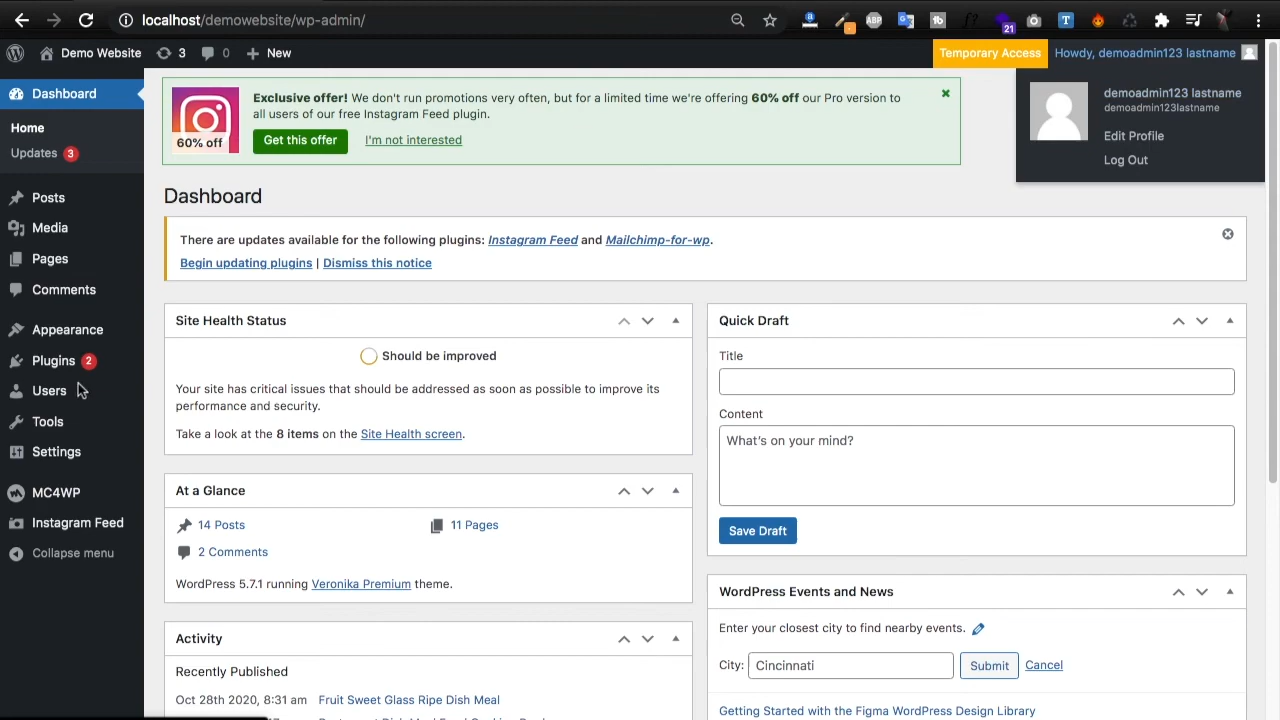 localhost/demowebsite/wp-admin/
ABP
21
T
Demo Website
3
0
New
Temporary Access
Howdy, demoadmin123 lastname
demoadmin123 lastname
demoadmin123lastname
Edit Profile
Log Out
Dashboard
Home
Updates 3
Posts
Media
Pages
Comments
Appearance
Plugins 2
Users
Tools
Settings
MC4WP
Instagram Feed
Collapse menu
60% off
Exclusive offer! We don't run promotions very often, but for a limited time we're offering 60% off our Pro version to
all users of our free Instagram Feed plugin.
Get this offer
I'm not interested
Dashboard
There are updates available for the following plugins: Instagram Feed and Mailchimp-for-wp.
Begin updating plugins | Dismiss this notice
Site Health Status
Should be improved
Your site has critical issues that should be addressed as soon as possible to improve its
performance and security.
Take a look at the 8 items on the Site Health screen.
At a Glance
14 Posts
11 Pages
2 Comments
WordPress 5.7.1 running Veronika Premium theme.
Activity
Recently Published
Oct 28th 2020, 8:31 am Fruit Sweet Glass Ripe Dish Meal
Quick Draft
Title
Content
What's on your mind?
Save Draft
WordPress Events and News
Enter your closest city to find nearby events.
City: Cincinnati
Submit
Cancel
Getting Started with the Figma WordPress Design Library